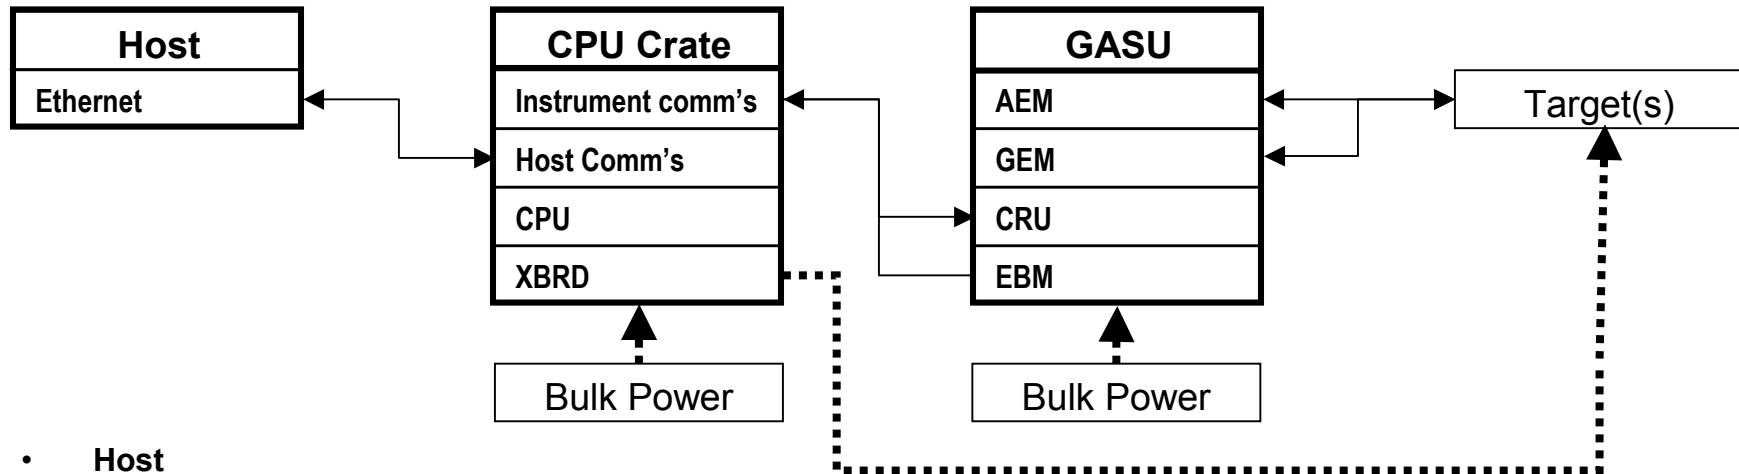 Host
Ethernet
CPU Crate
Instrument comm’s
Host Comm’s
CPU
XBRD
GASU
AEM
GEM
CRU
EBM
Target(s)
Bulk Power
Bulk Power
• Host